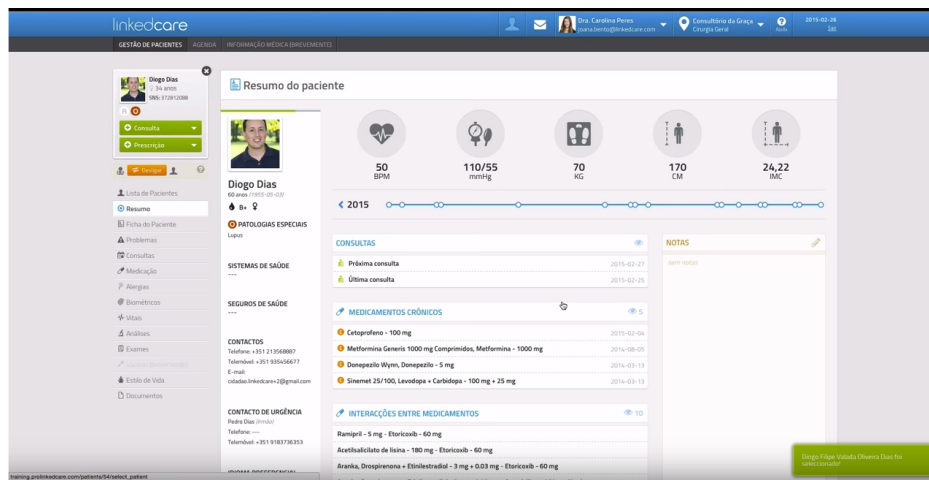 linkedcare
Dra. Carolina Peres
joana.bento@linkedcare.com
Consultório da Graça
Cirurgia Geral
Ajuda
2015-02-26
Sair
GESTÃO DE PACIENTES
AGENDA
INFORMAÇÃO MÉDICA (BREVEMENTE)
Diogo Dias
34 anos
SNS: 372812088
Consulta
Prescrição
Desligar
Lista de Pacientes
Resumo
Ficha do Paciente
Problemas
Consultas
Medicação
Alergias
Biométricos
Vitais
Análises
Exames
Estilo de Vida
Documentos
Resumo do paciente
Diogo Dias
60 anos (1955-05-03)
B+
PATOLOGIAS ESPECIAIS
Lupus
SISTEMAS DE SAÚDE
---
SEGUROS DE SAÚDE
---
CONTACTOS
Telefone: +351 213568987
Telemóvel: +351 935456677
E-mail:
cidadao.linkedcare+2@gmail.com
CONTACTO DE URGÊNCIA
Pedro Dias (Irmão)
Telefone: ---
Telemóvel: +351 9183736353
IDIOMA PREFERENCIAL
50
BPM
110/55
mmHg
70
KG
170
CM
24,22
IMC
2015
CONSULTAS
Próxima consulta 2015-02-27
Última consulta 2015-02-25
MEDICAMENTOS CRÓNICOS 5
Cetoprofeno - 100 mg 2015-02-04
Metformina Generis 1000 mg Comprimidos, Metformina - 1000 mg 2014-08-05
Donepezilo Wynn, Donepezilo - 5 mg 2014-03-13
Sinemet 25/100, Levodopa + Carbidopa - 100 mg + 25 mg 2014-03-13
INTERACÇÕES ENTRE MEDICAMENTOS 10
Ramipril - 5 mg - Etoricoxib - 60 mg
Acetilsalicilato de lisina - 180 mg - Etoricoxib - 60 mg
Aranka, Drospirenona + Etinilestradiol - 3 mg + 0.03 mg - Etoricoxib - 60 mg
NOTAS
sem notas
Diogo Filipe Valada Oliveira Dias foi
seleccionado!
training.prolinkedcare.com/patients/54/select_patient